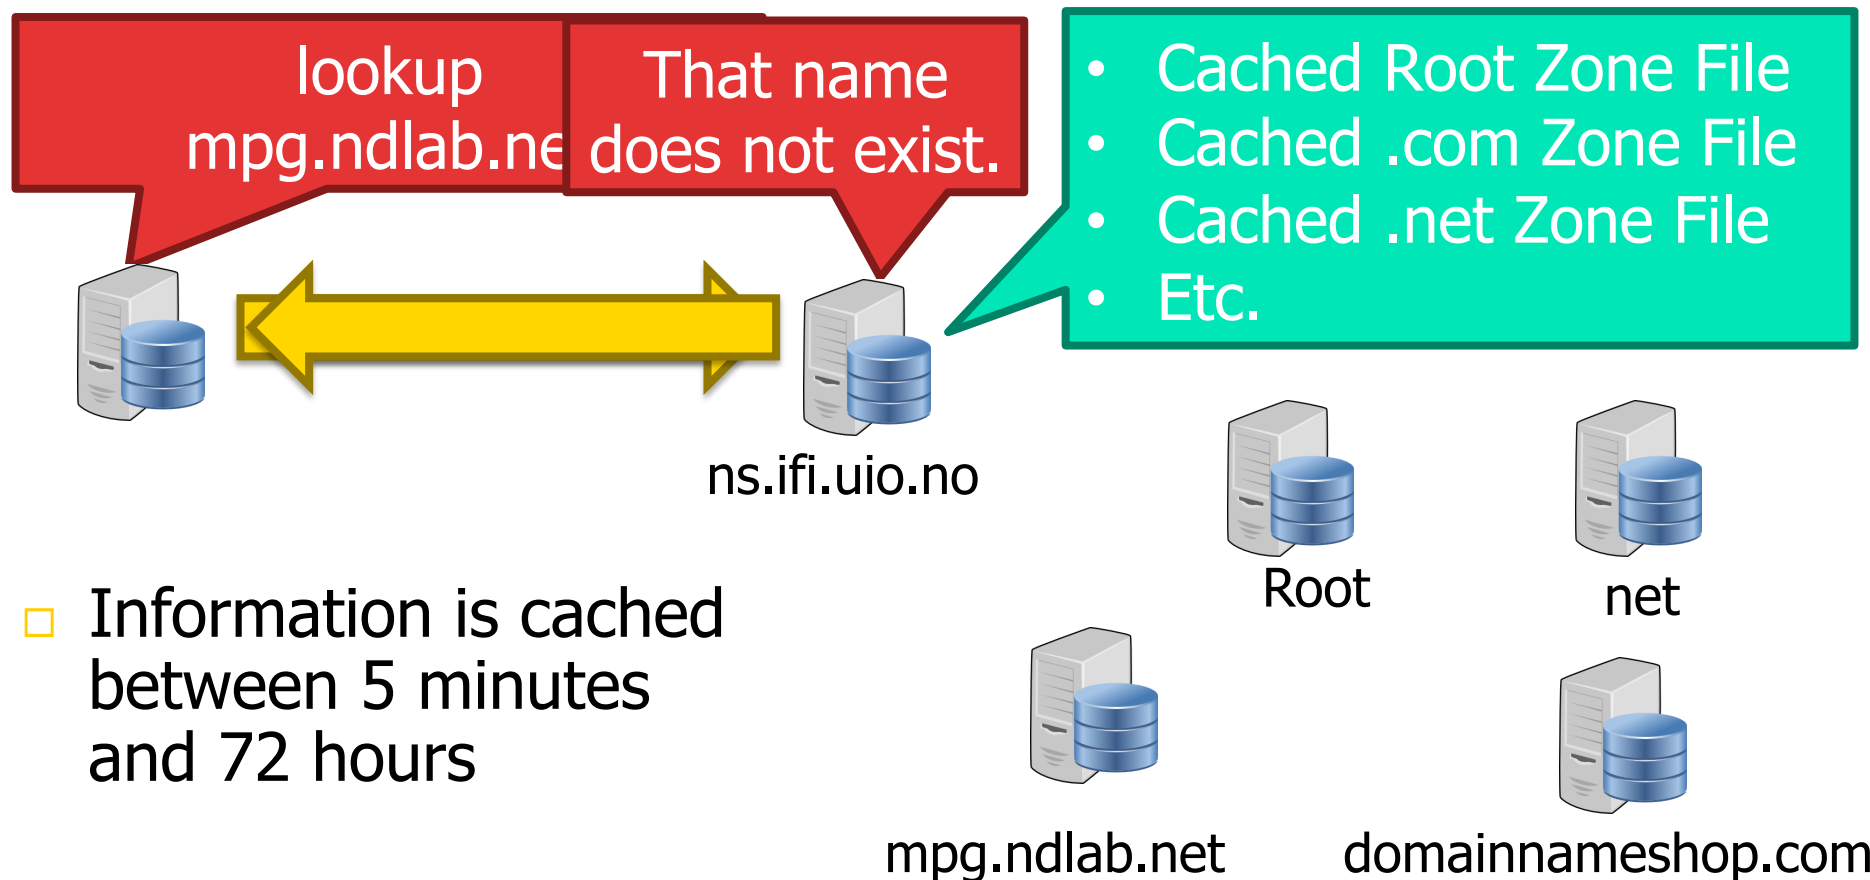 lookup
mpg.ndlab.ne
That name
does not exist.
• Cached Root Zone File
• Cached .com Zone File
• Cached .net Zone File
• Etc.
ns.ifi.uio.no
Root
net
Information is cached
between 5 minutes
and 72 hours
mpg.ndlab.net
domainnameshop.com